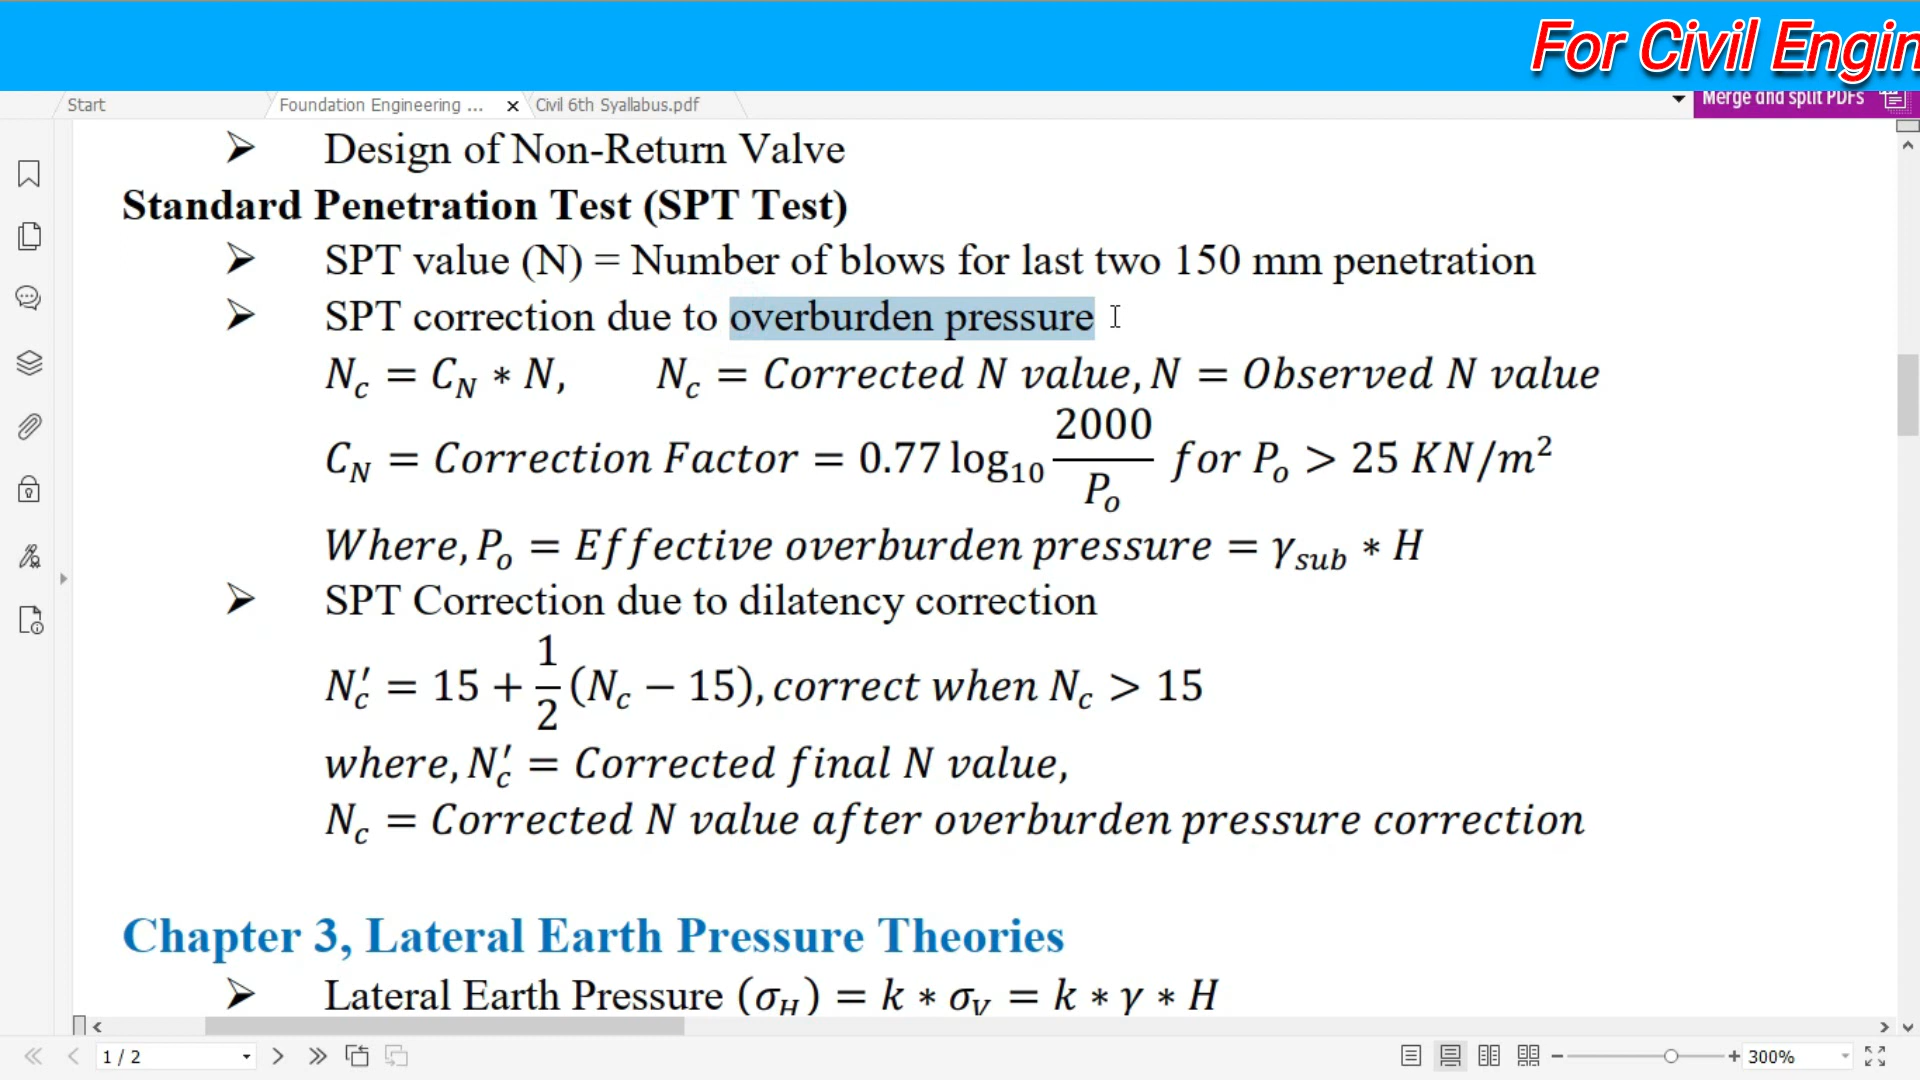 For Civil Engin
Start
Foundation Engineering ...
Civil 6th Syallabus.pdf
Merge and split PDFs
➢ Design of Non-Return Valve
Standard Penetration Test (SPT Test)
➢ SPT value (N) = Number of blows for last two 150 mm penetration
➢ SPT correction due to overburden pressure
N_c = C_N * N, N_c = Corrected N value, N = Observed N value
C_N = Correction Factor = 0.77 log_10 2000/P_o for P_o > 25 KN/m²
Where, P_o = Effective overburden pressure = γ_sub * H
➢ SPT Correction due to dilatency correction
N_c′ = 15 + 1/2 (N_c − 15), correct when N_c > 15
where, N_c′ = Corrected final N value,
N_c = Corrected N value after overburden pressure correction
Chapter 3, Lateral Earth Pressure Theories
➢ Lateral Earth Pressure (σ_H) = k * σ_V = k * γ * H
1 / 2
300%